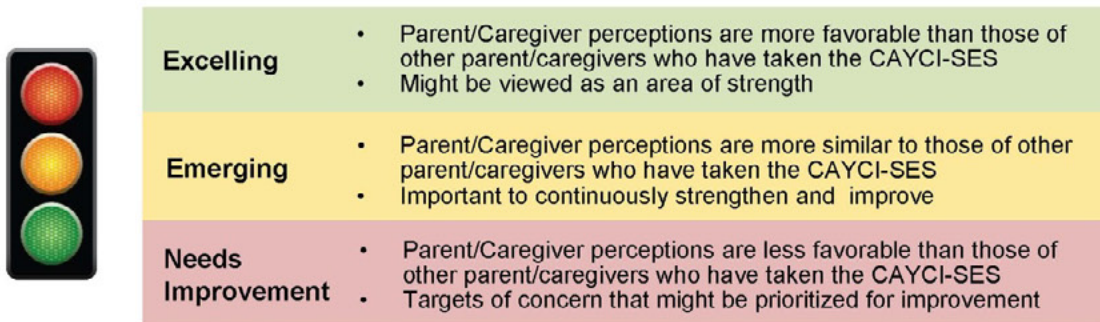 Excelling
• Parent/Caregiver perceptions are more favorable than those of
other parent/caregivers who have taken the CAYCI-SES
• Might be viewed as an area of strength
Emerging
• Parent/Caregiver perceptions are more similar to those of other
parent/caregivers who have taken the CAYCI-SES
• Important to continuously strengthen and improve
Needs
Improvement
• Parent/Caregiver perceptions are less favorable than those of
other parent/caregivers who have taken the CAYCI-SES
• Targets of concern that might be prioritized for improvement